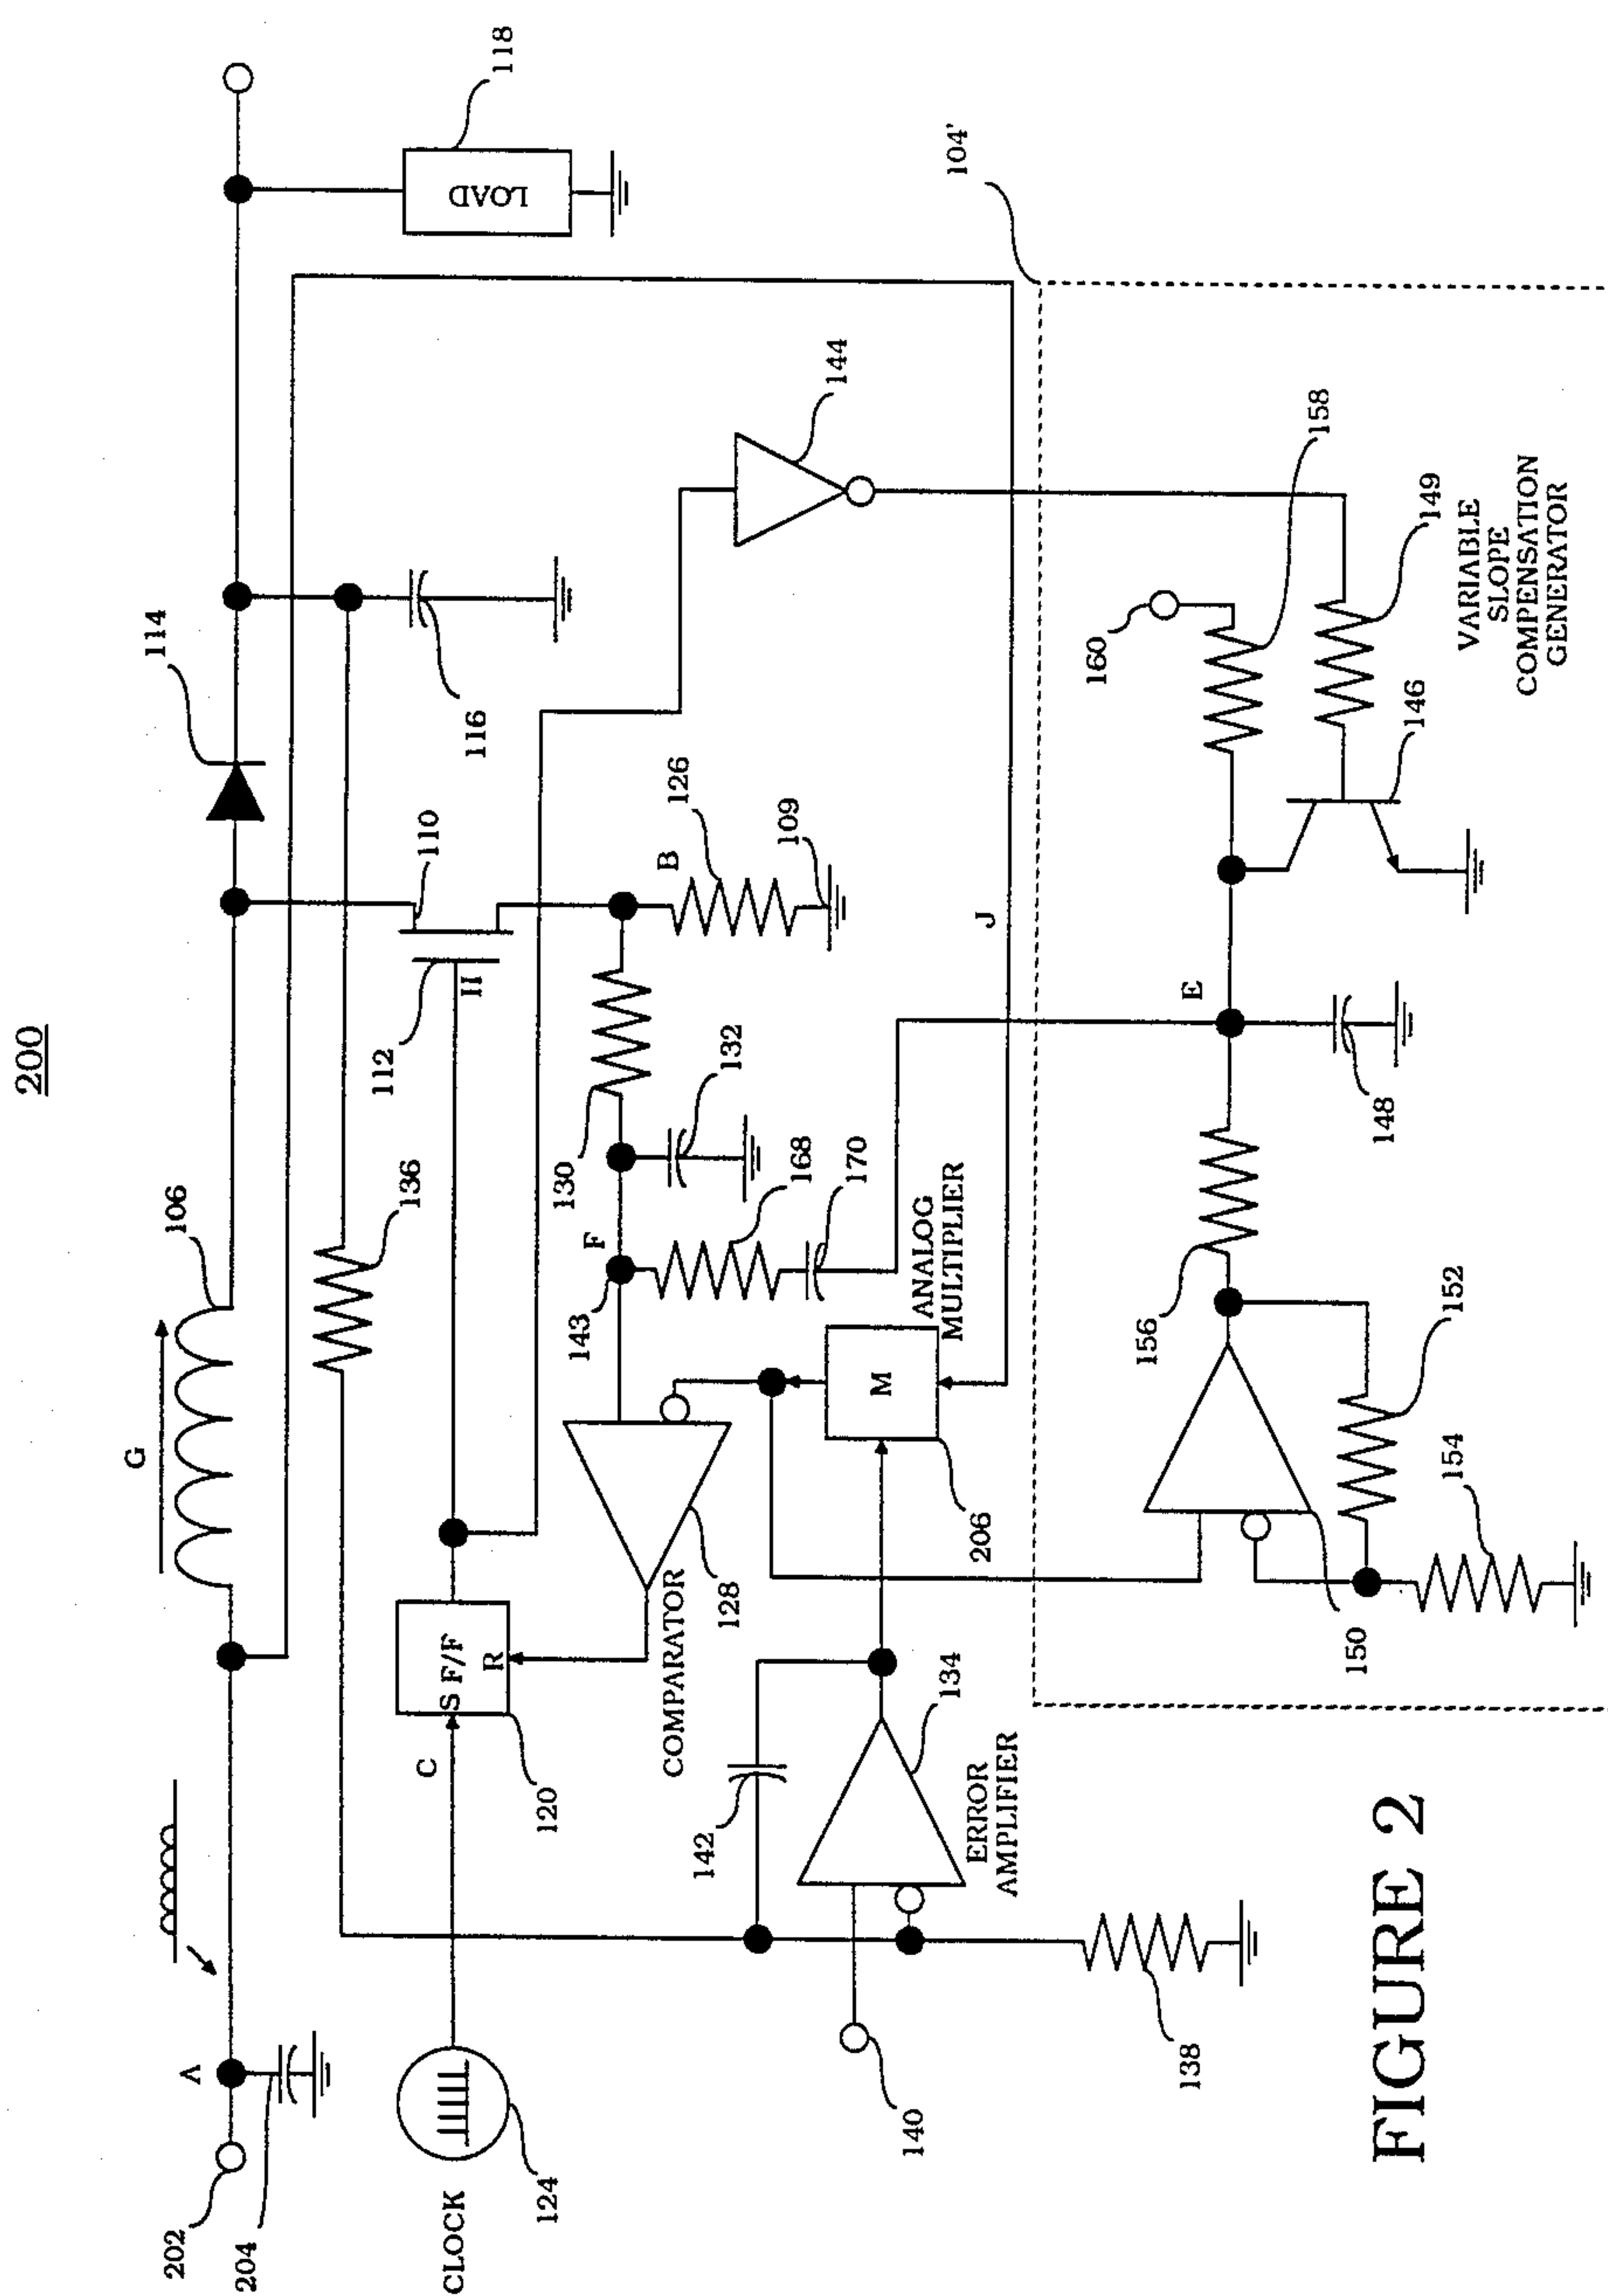 200
118
LOAD
104'
144
114
116
160
158
149
VARIABLE
SLOPE
COMPENSATION
GENERATOR
146
110
126
B
109
J
112
H
E
132
130
168
170
148
G
106
136
F
143
ANALOG
MULTIPLIER
156
152
M
206
154
150
S F/F
R
128
COMPARATOR
C
120
142
134
ERROR
AMPLIFIER
A
202
204
CLOCK
124
140
138
FIGURE 2